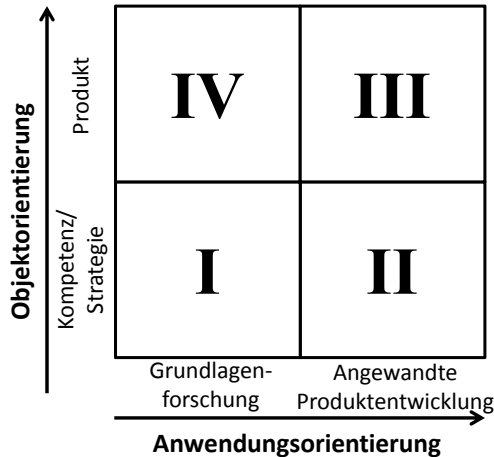 Objektorientierung
Produkt
Kompetenz/
Strategie
IV
III
I
II
Grundlagen-
forschung
Angewandte
Produktentwicklung
Anwendungsorientierung